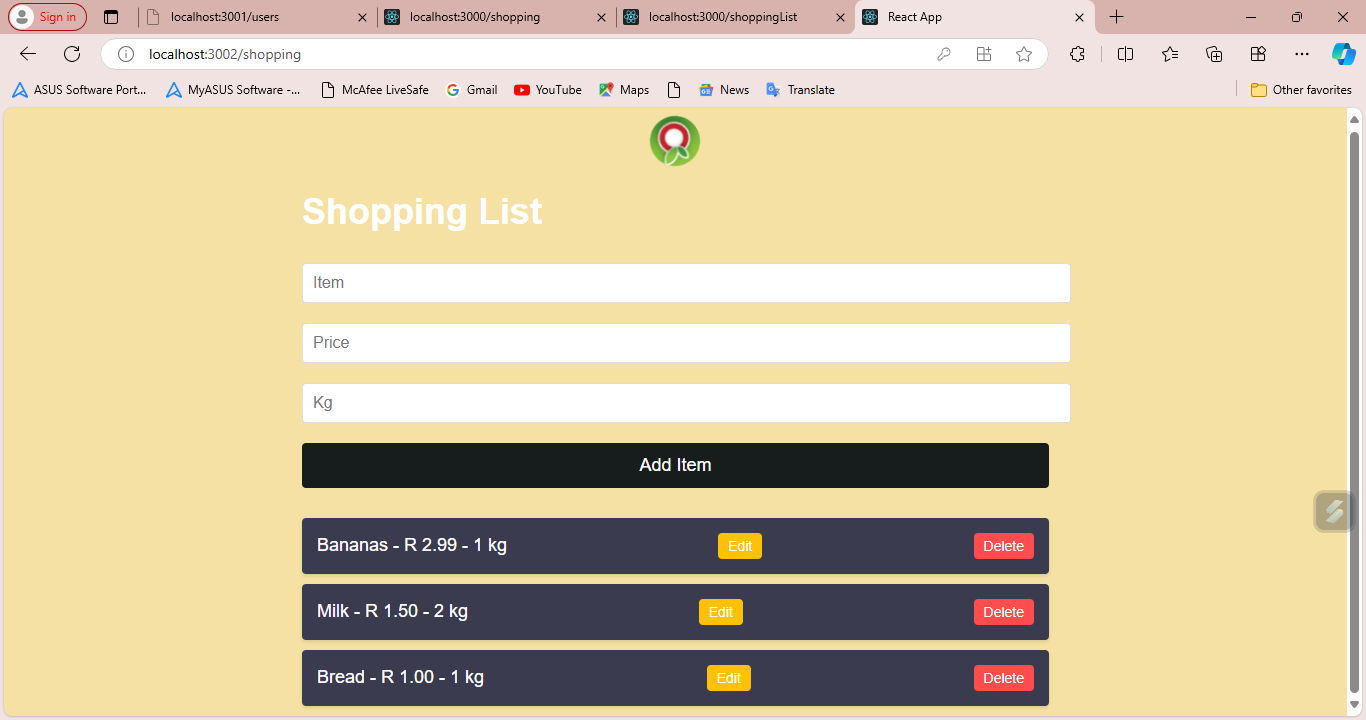 Sign in
localhost:3001/users
localhost:3000/shopping
localhost:3000/shoppingList
React App
localhost:3002/shopping
ASUS Software Port...
MyASUS Software -...
McAfee LiveSafe
Gmail
YouTube
Maps
News
Translate
Other favorites
Shopping List
Item
Price
Kg
Add Item
Bananas - R 2.99 - 1 kg Edit Delete
Milk - R 1.50 - 2 kg Edit Delete
Bread - R 1.00 - 1 kg Edit Delete